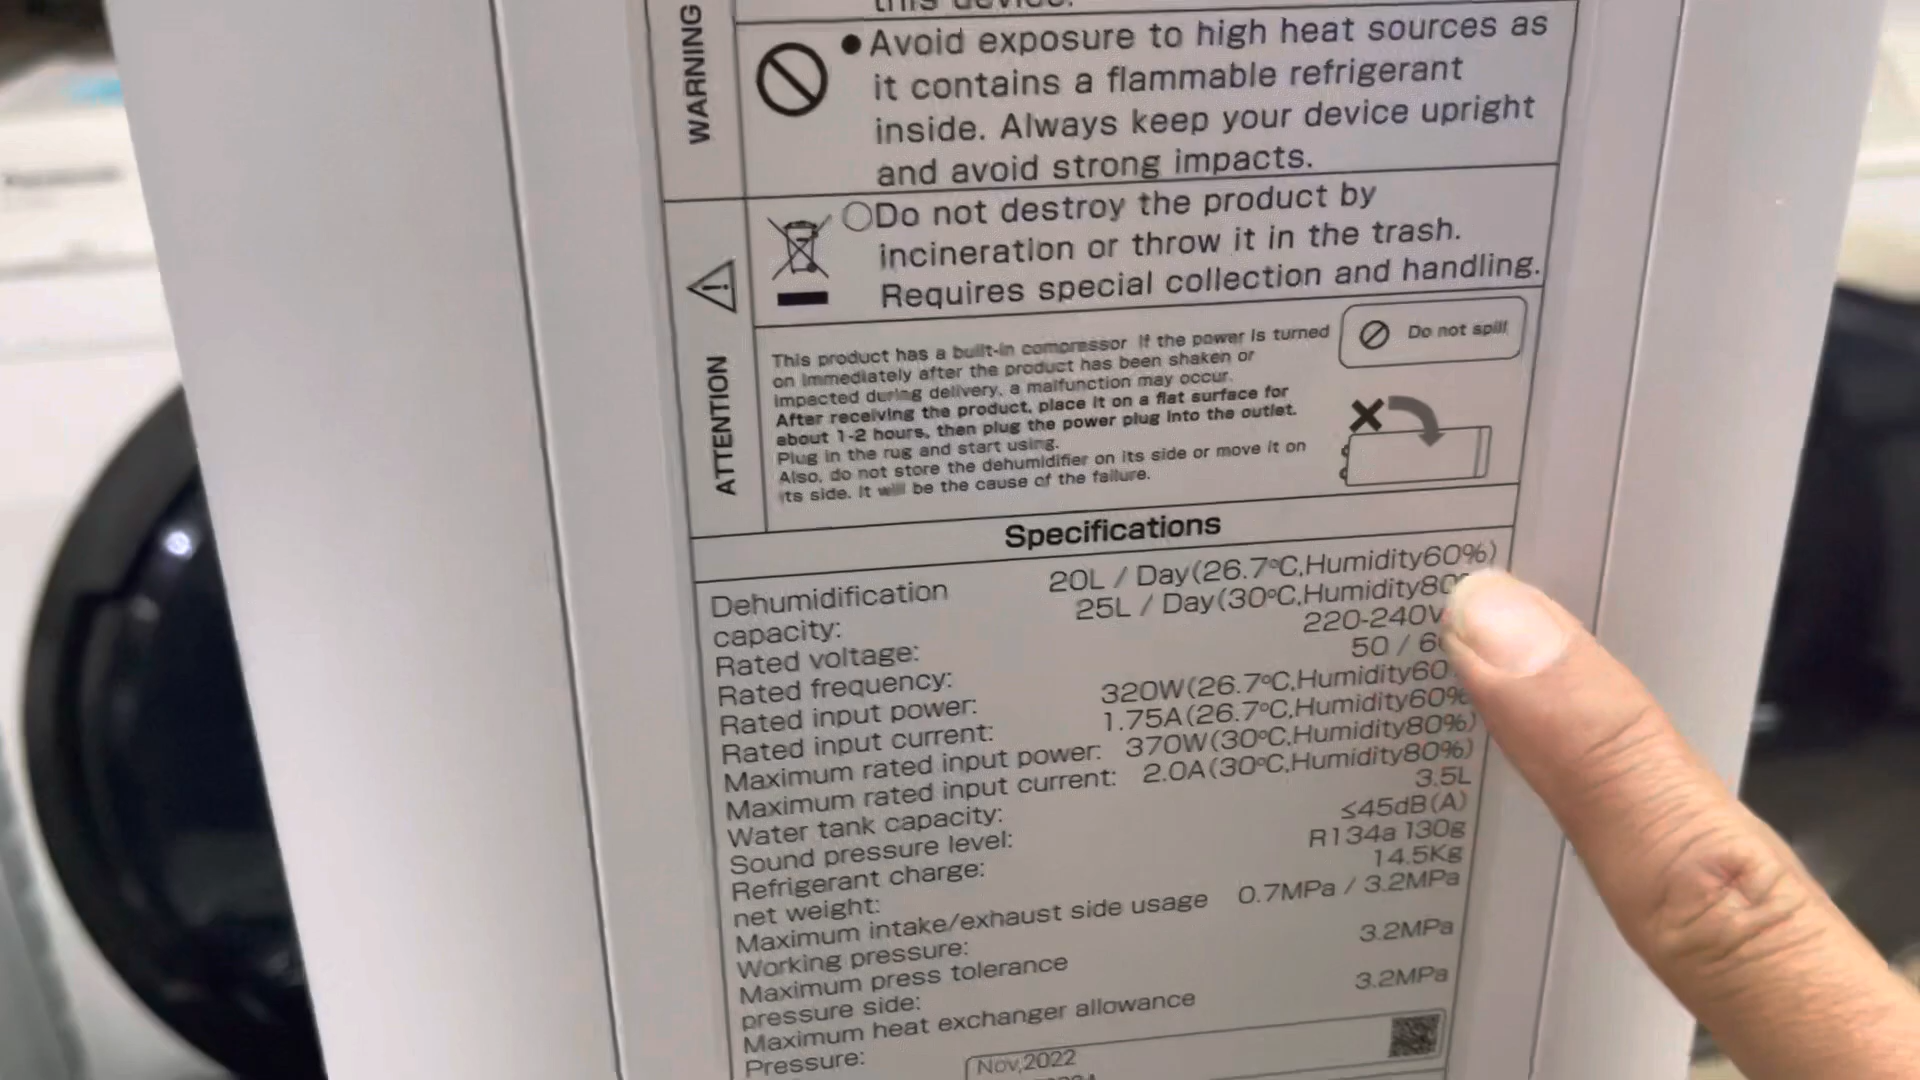 WARNING
● Avoid exposure to high heat sources as
it contains a flammable refrigerant
inside. Always keep your device upright
and avoid strong impacts.
○Do not destroy the product by
incineration or throw it in the trash.
Requires special collection and handling.
ATTENTION
This product has a built-in compressor If the power is turned
on immediately after the product has been shaken or
impacted during delivery, a malfunction may occur.
After receiving the product, place it on a flat surface for
about 1-2 hours, then plug the power plug into the outlet.
Plug in the rug and start using.
Also, do not store the dehumidifier on its side or move it on
its side. It will be the cause of the failure.
Do not spill
Specifications
Dehumidification 20L / Day(26.7°C,Humidity60%)
capacity: 25L / Day(30°C,Humidity80
Rated voltage: 220-240V
Rated frequency: 50 /
Rated input power: 320W(26.7°C,Humidity60
Rated input current: 1.75A(26.7°C,Humidity60%
Maximum rated input power: 370W(30°C,Humidity80%)
Maximum rated input current: 2.0A(30°C,Humidity80%)
Water tank capacity: 3.5L
Sound pressure level: ≤45dB(A)
Refrigerant charge: R134a 130g
net weight: 14.5Kg
Maximum intake/exhaust side usage 0.7MPa / 3.2MPa
Working pressure:
Maximum press tolerance 3.2MPa
pressure side:
Maximum heat exchanger allowance 3.2MPa
Pressure:
Nov,2022